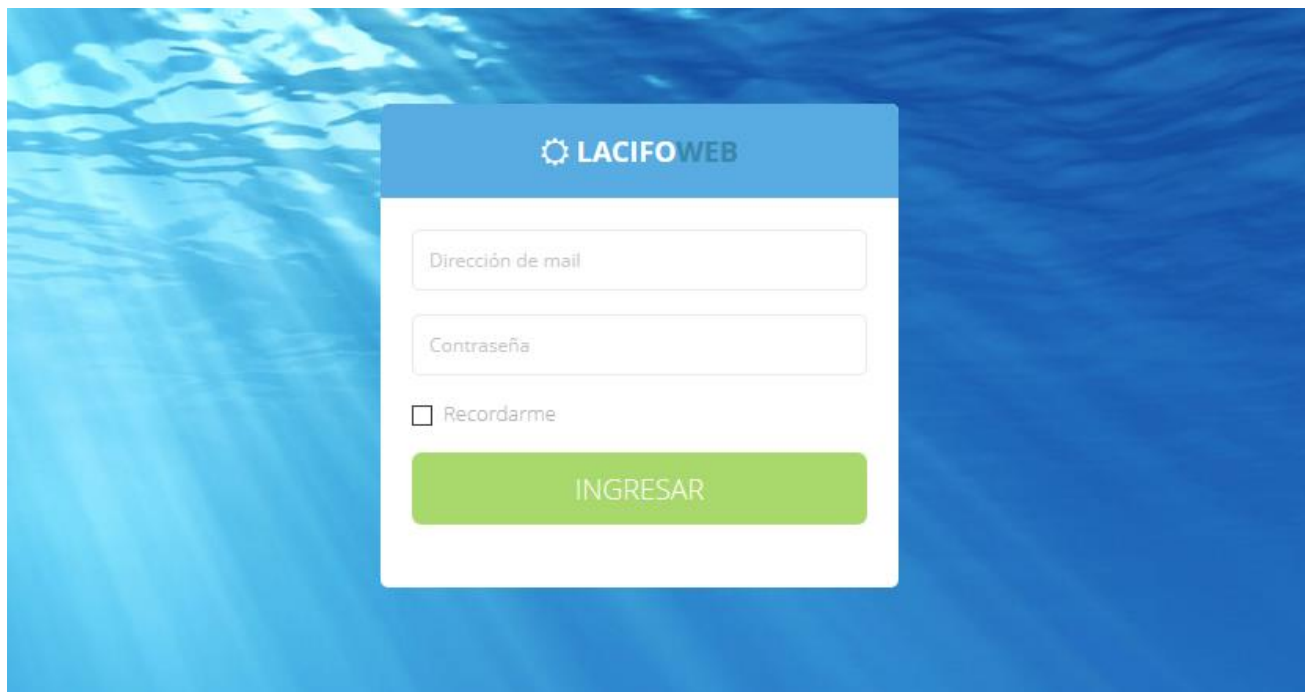 LACIFOWEB
Dirección de mail
Contraseña
Recordarme
INGRESAR